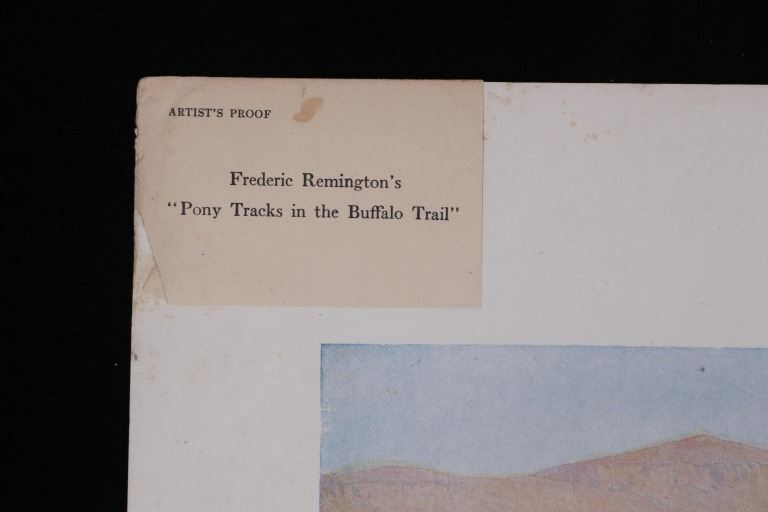 ARTIST'S PROOF
Frederic Remington's
"Pony Tracks in the Buffalo Trail"